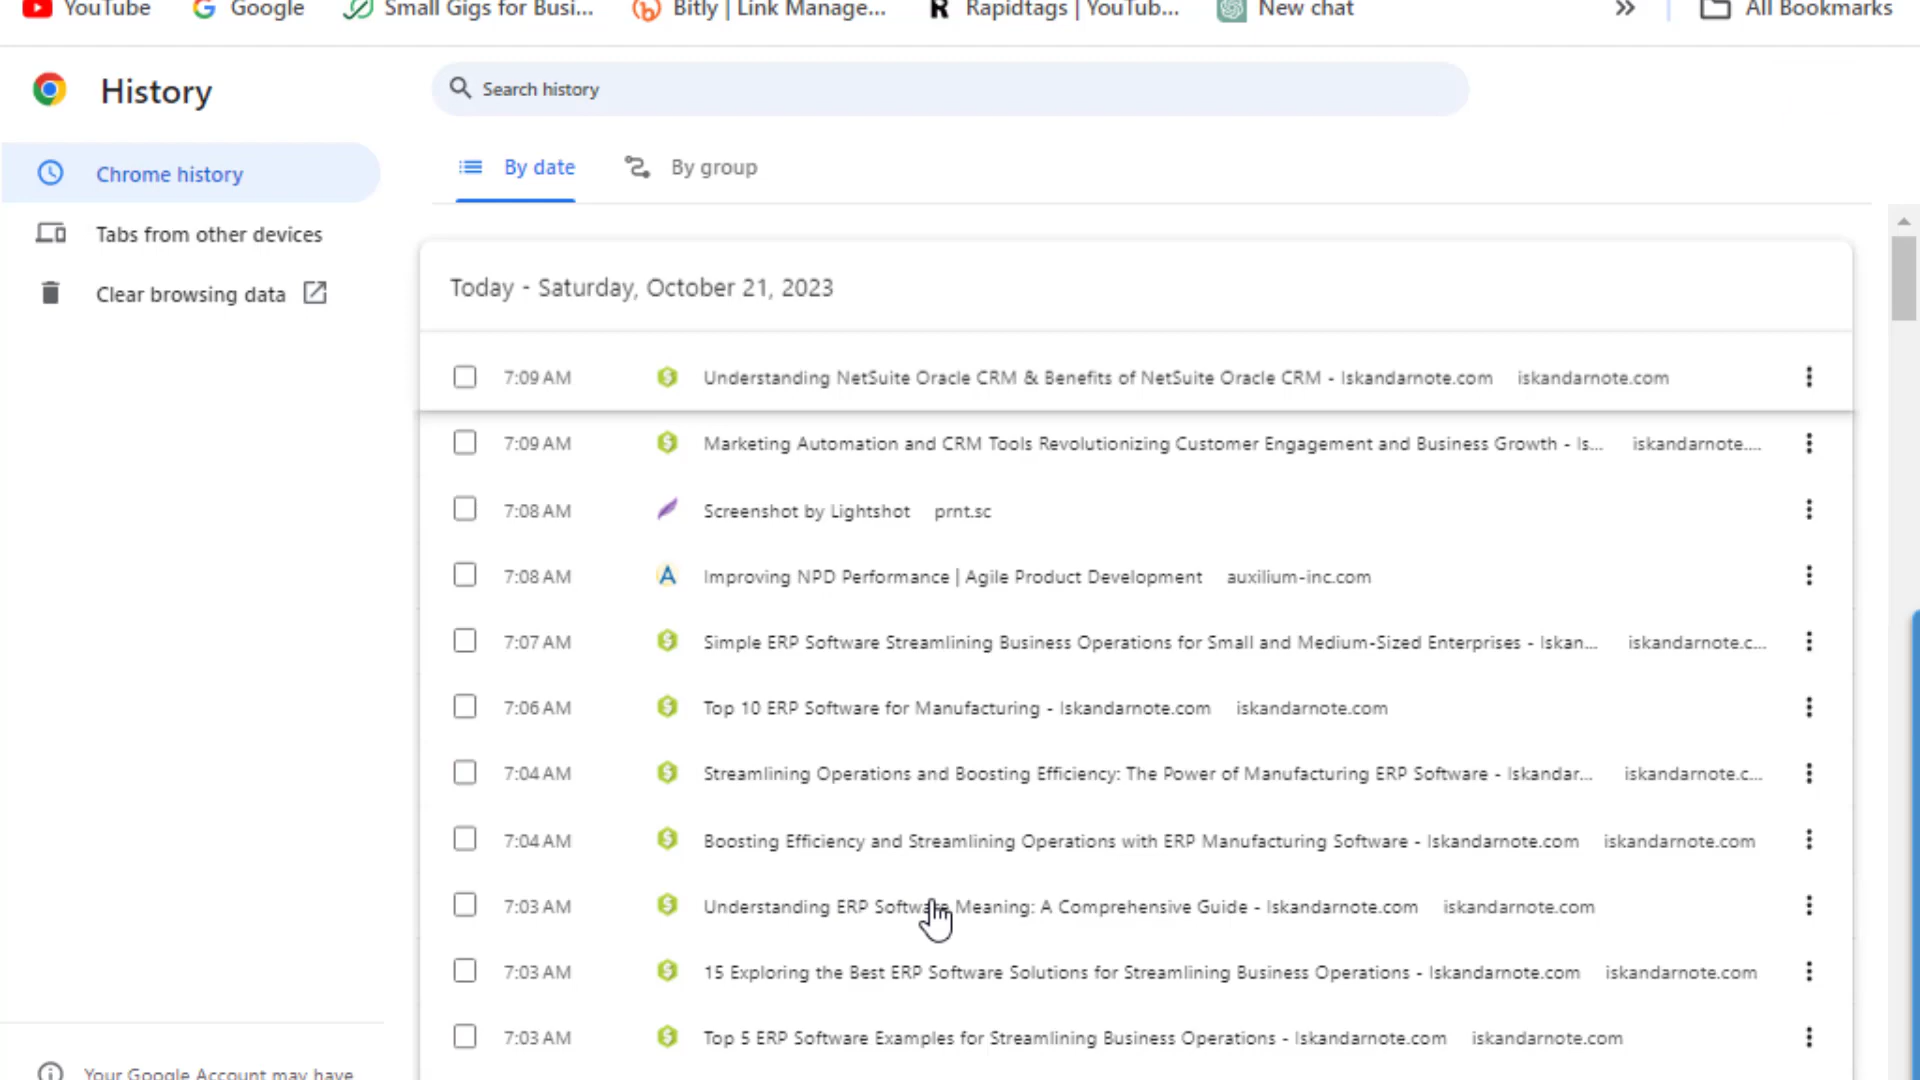 YouTube Google Small Gigs for Busi... Bitly | Link Manage... Rapidtags | YouTub... New chat » All Bookmarks
History Search history
By date By group
Chrome history
Tabs from other devices
Clear browsing data
Today - Saturday, October 21, 2023
7:09 AM Understanding NetSuite Oracle CRM & Benefits of NetSuite Oracle CRM - Iskandarnote.com iskandarnote.com
7:09 AM Marketing Automation and CRM Tools Revolutionizing Customer Engagement and Business Growth - Is... iskandarnote....
7:08 AM Screenshot by Lightshot prnt.sc
7:08 AM Improving NPD Performance | Agile Product Development auxilium-inc.com
7:07 AM Simple ERP Software Streamlining Business Operations for Small and Medium-Sized Enterprises - Iskan... iskandarnote.c...
7:06 AM Top 10 ERP Software for Manufacturing - Iskandarnote.com iskandarnote.com
7:04 AM Streamlining Operations and Boosting Efficiency: The Power of Manufacturing ERP Software - Iskandar... iskandarnote.c...
7:04 AM Boosting Efficiency and Streamlining Operations with ERP Manufacturing Software - Iskandarnote.com iskandarnote.com
7:03 AM Understanding ERP Software Meaning: A Comprehensive Guide - Iskandarnote.com iskandarnote.com
7:03 AM 15 Exploring the Best ERP Software Solutions for Streamlining Business Operations - Iskandarnote.com iskandarnote.com
7:03 AM Top 5 ERP Software Examples for Streamlining Business Operations - Iskandarnote.com iskandarnote.com
Your Google Account may have